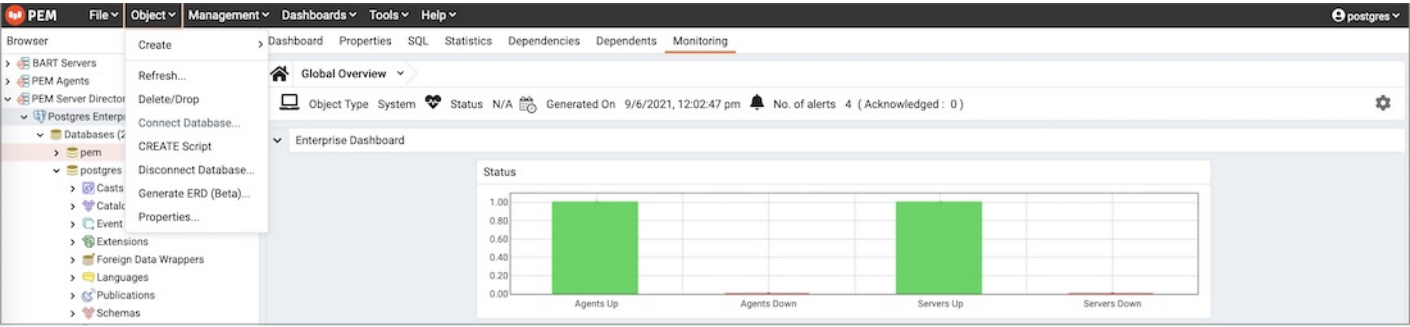 PEM File Object Management Dashboards Tools Help postgres
Browser Dashboard Properties SQL Statistics Dependencies Dependents Monitoring
BART Servers
PEM Agents
PEM Server Director
Postgres Enterpr
Databases (2
pem
postgres
Casts
Catalo
Event
Extensions
Foreign Data Wrappers
Languages
Publications
Schemas
Create
Refresh...
Delete/Drop
Connect Database...
CREATE Script
Disconnect Database...
Generate ERD (Beta)...
Properties...
Global Overview
Object Type System Status N/A Generated On 9/6/2021, 12:02:47 pm No. of alerts 4 (Acknowledged: 0)
Enterprise Dashboard
Status
1.00
0.80
0.60
0.40
0.20
0.00
Agents Up Agents Down Servers Up Servers Down